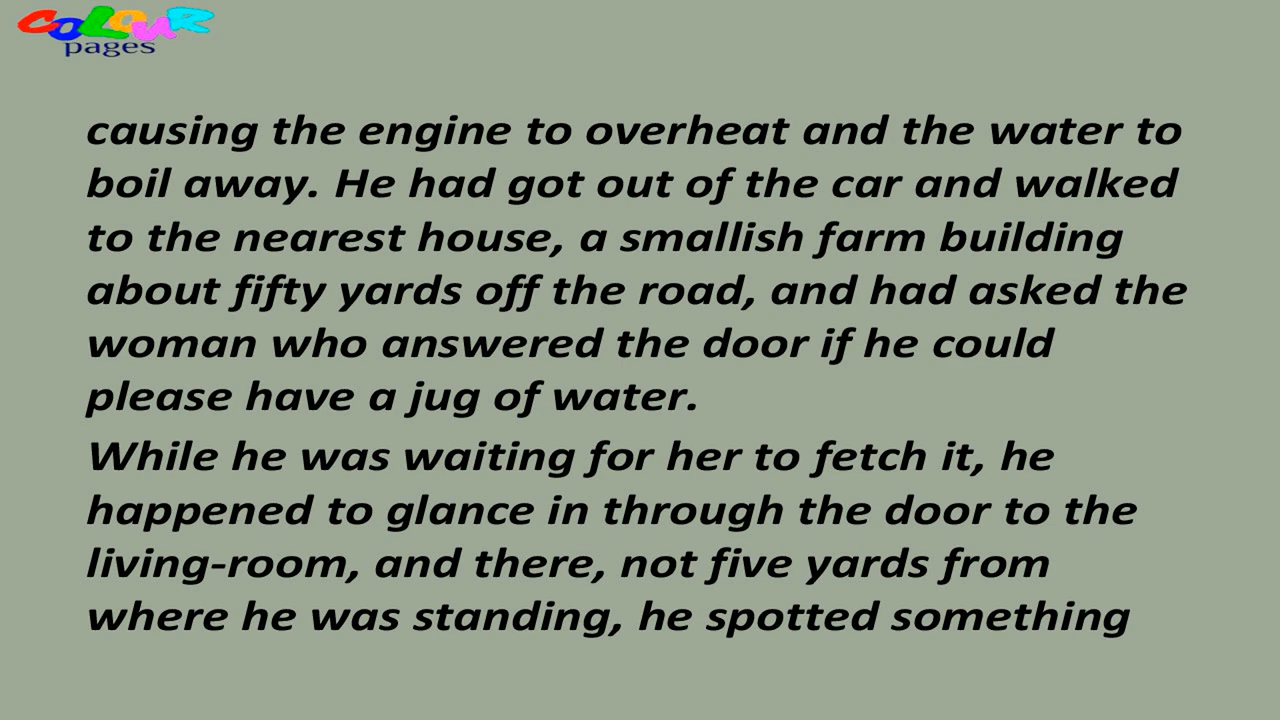 COLOUR
pages
causing the engine to overheat and the water to
boil away. He had got out of the car and walked
to the nearest house, a smallish farm building
about fifty yards off the road, and had asked the
woman who answered the door if he could
please have a jug of water.
While he was waiting for her to fetch it, he
happened to glance in through the door to the
living-room, and there, not five yards from
where he was standing, he spotted something